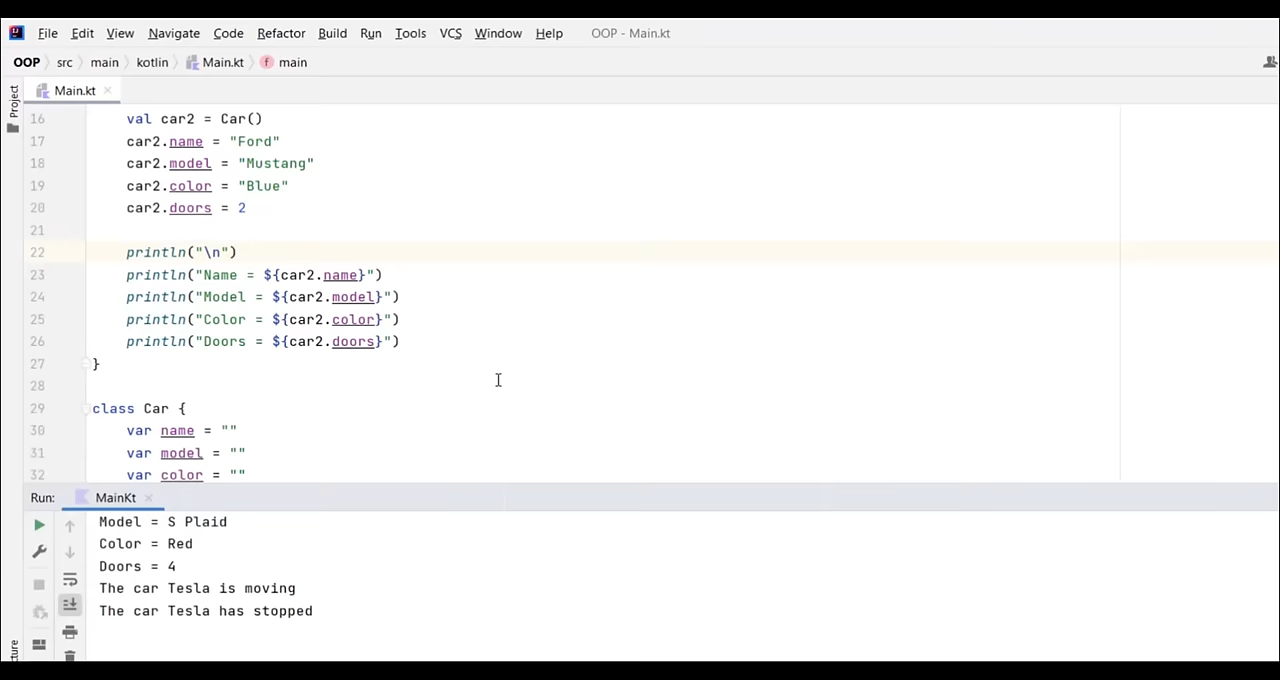 File Edit View Navigate Code Refactor Build Run Tools VCS Window Help OOP - Main.kt
OOP src main kotlin Main.kt main
Project
Main.kt
16 val car2 = Car()
17 car2.name = "Ford"
18 car2.model = "Mustang"
19 car2.color = "Blue"
20 car2.doors = 2
21
22 println("\n")
23 println("Name = ${car2.name}")
24 println("Model = ${car2.model}")
25 println("Color = ${car2.color}")
26 println("Doors = ${car2.doors}")
27 }
28
29 class Car {
30 var name = ""
31 var model = ""
32 var color = ""
Run: MainKt
Model = S Plaid
Color = Red
Doors = 4
The car Tesla is moving
The car Tesla has stopped